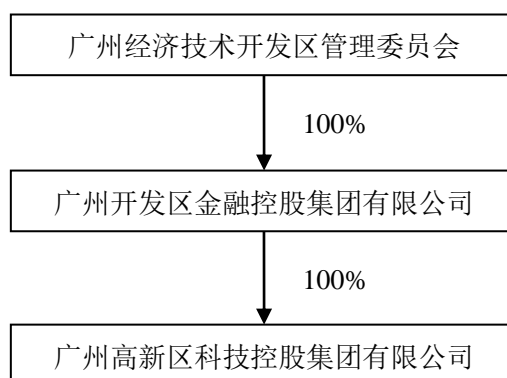 广州经济技术开发区管理委员会
100%
广州开发区金融控股集团有限公司
100%
广州高新区科技控股集团有限公司